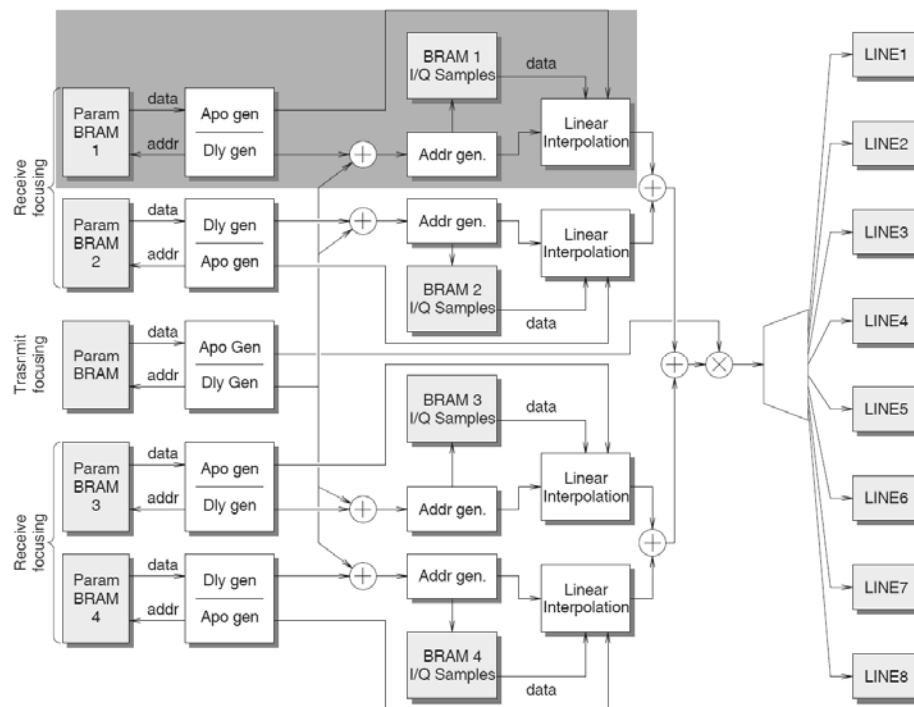 Receive
focusing
Param
BRAM
1
data
addr
Apo gen
Dly gen
+
Addr gen.
BRAM 1
I/Q Samples
data
Linear
Interpolation
+
Param
BRAM
2
data
addr
Dly gen
Apo gen
+
Addr gen.
BRAM 2
I/Q Samples
data
Linear
Interpolation
Trasnmit
focusing
Param
BRAM
data
addr
Apo Gen
Dly Gen
+
×
Receive
focusing
Param
BRAM
3
data
addr
Apo gen
Dly gen
+
Addr gen.
BRAM 3
I/Q Samples
data
Linear
Interpolation
+
Param
BRAM
4
data
addr
Dly gen
Apo gen
+
Addr gen.
BRAM 4
I/Q Samples
data
Linear
Interpolation
LINE1
LINE2
LINE3
LINE4
LINE5
LINE6
LINE7
LINE8